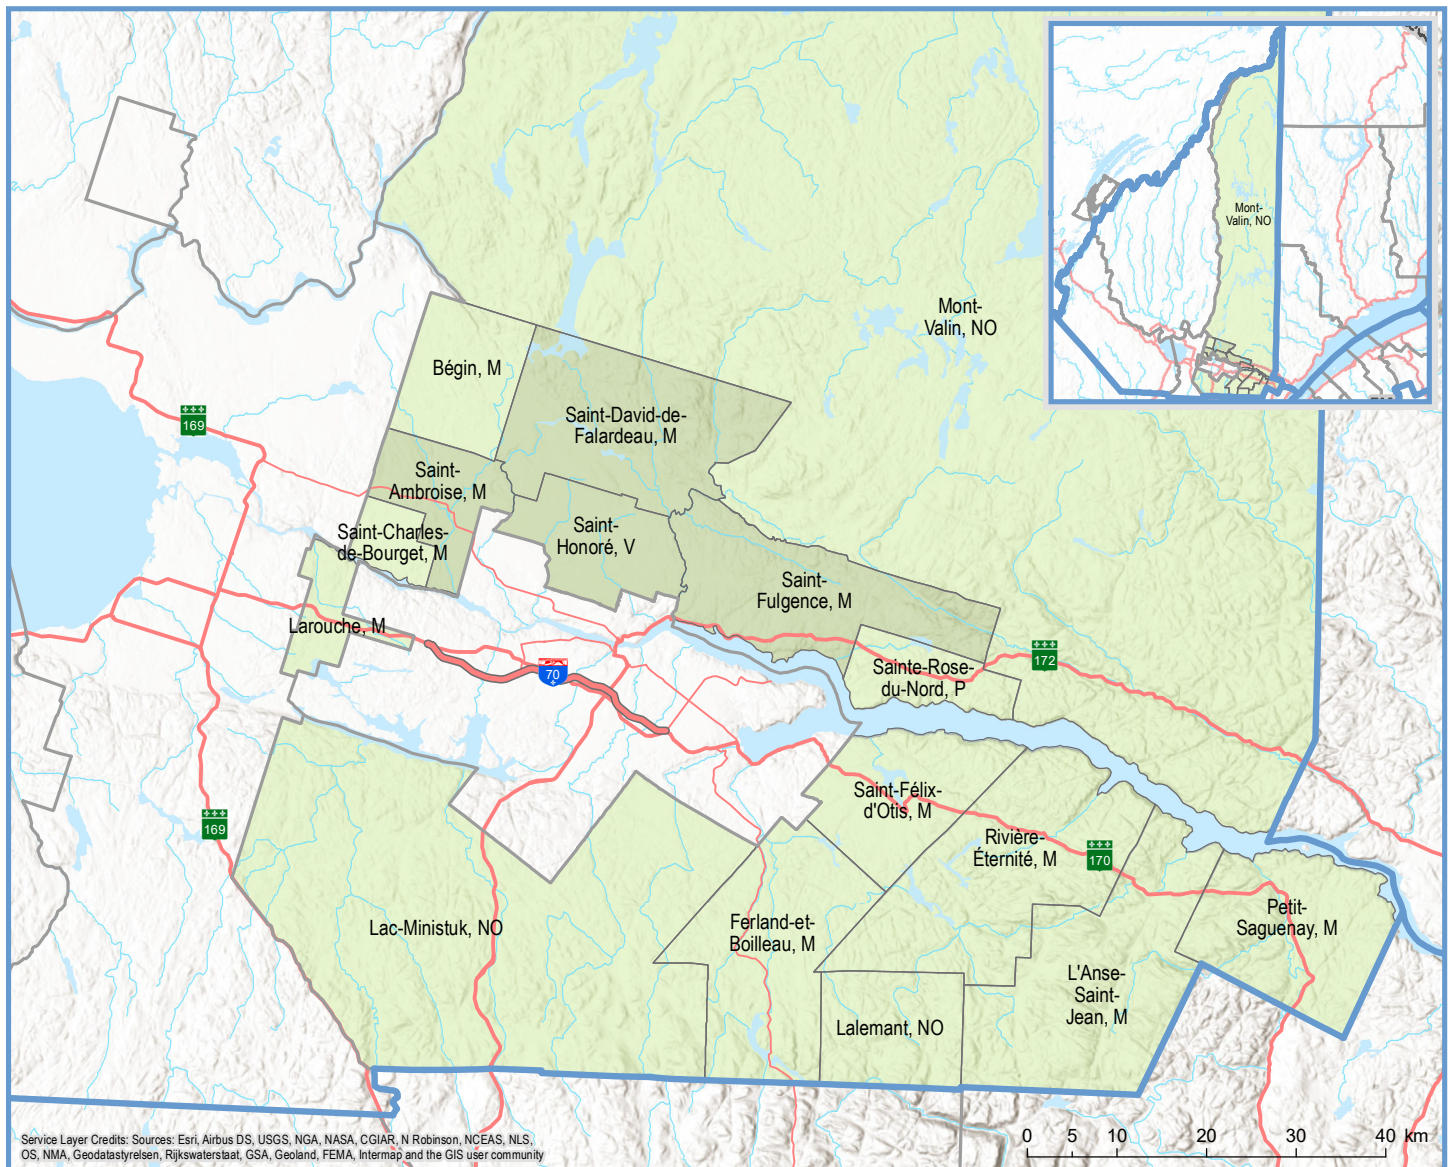 Mont-
Valin, NO
Mont-
Valin, NO
Bégin, M
Saint-David-de-
Falardeau, M
169
Saint-
Ambroise, M
Saint-Charles-
de-Bourget, M
Saint-
Honoré, V
Saint-
Fulgence, M
Larouche, M
172
70
Sainte-Rose-
du-Nord, P
Saint-Félix-
d'Otis, M
169
Rivière-
Éternité, M
170
Lac-Ministuk, NO
Ferland-et-
Boilleau, M
Petit-
Saguenay, M
L'Anse-
Saint-
Jean, M
Lalemant, NO
Service Layer Credits: Sources: Esri, Airbus DS, USGS, NGA, NASA, CGIAR, N Robinson, NCEAS, NLS,
OS, NMA, Geodatastyrelsen, Rijkswaterstaat, GSA, Geoland, FEMA, Intermap and the GIS user community
0 5 10 20 30 40 km